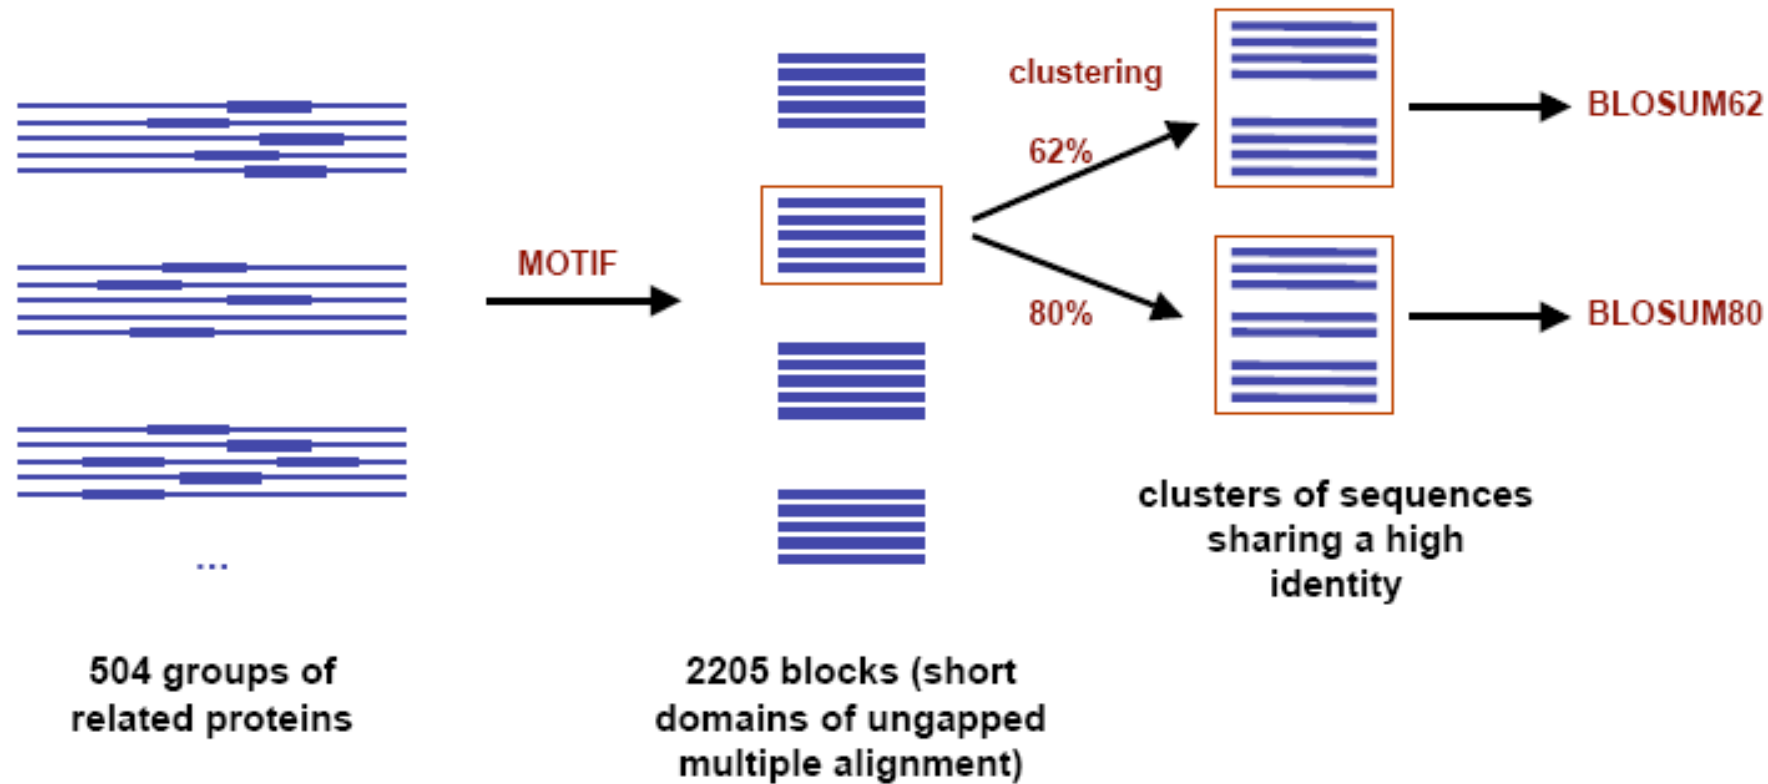 clustering
62%
BLOSUM62
MOTIF
80%
BLOSUM80
...
clusters of sequences
sharing a high
identity
504 groups of
related proteins
2205 blocks (short
domains of ungapped
multiple alignment)